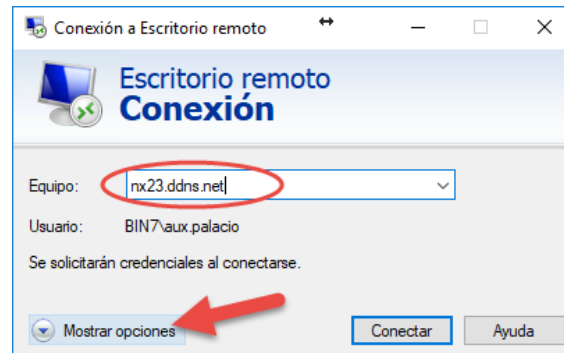 Conexión a Escritorio remoto
Escritorio remoto
Conexión
Equipo: nx23.ddns.net
Usuario: BIN7\aux.palacio
Se solicitarán credenciales al conectarse.
Mostrar opciones Conectar Ayuda